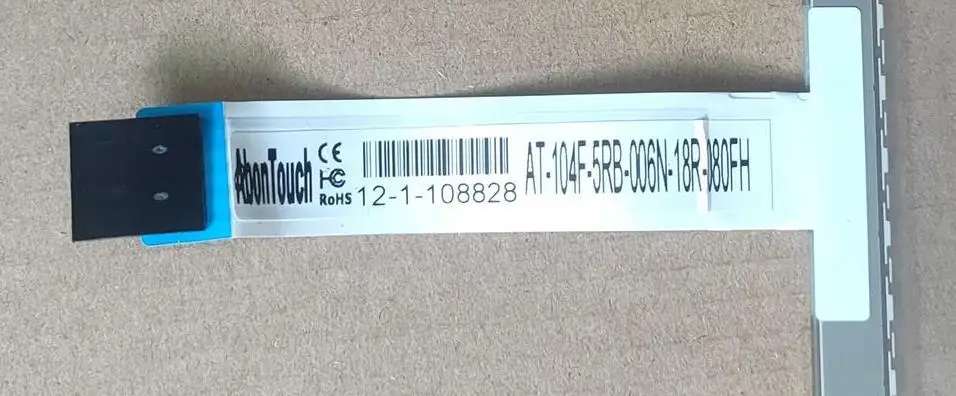 AbonTouch
CE
FC
RoHS
12-1-108828
AT-104F-5RB-006N-18R-080FH